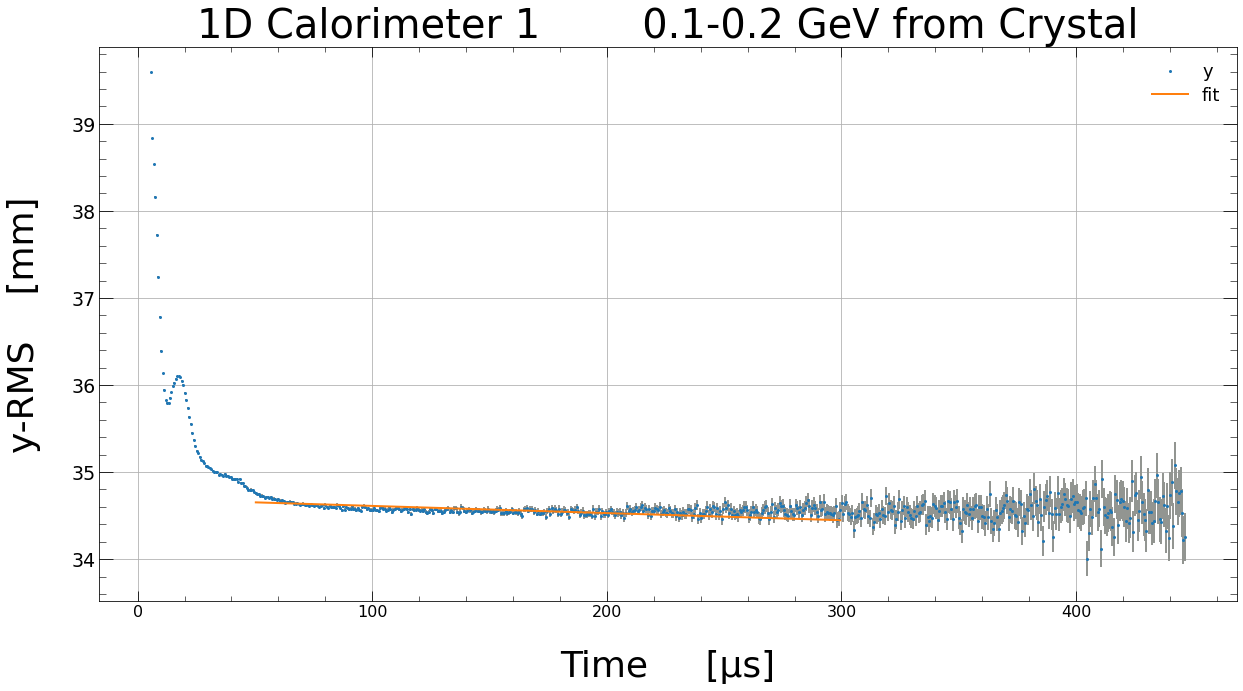 1D Calorimeter 1 0.1-0.2 GeV from Crystal
y
fit
39
38
37
36
35
34
y-RMS [mm]
0 100 200 300 400
Time [µs]